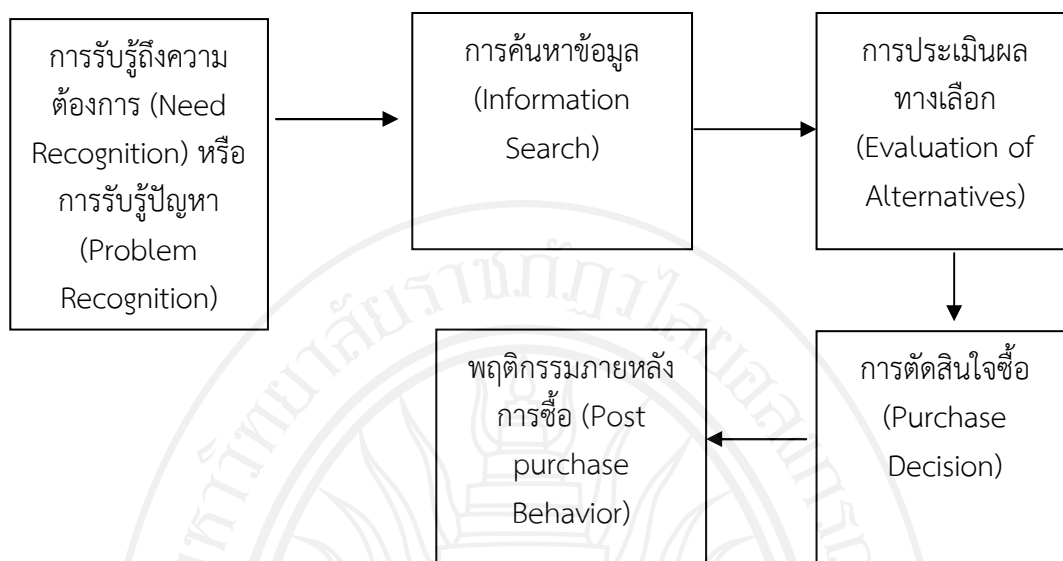 การรับรู้ถึงความ
ต้องการ (Need
Recognition) หรือ
การรับรู้ปัญหา
(Problem
Recognition)
การค้นหาข้อมูล
(Information
Search)
การประเมินผล
ทางเลือก
(Evaluation of
Alternatives)
การตัดสินใจซื้อ
(Purchase
Decision)
พฤติกรรมภายหลัง
การซื้อ (Post
purchase
Behavior)